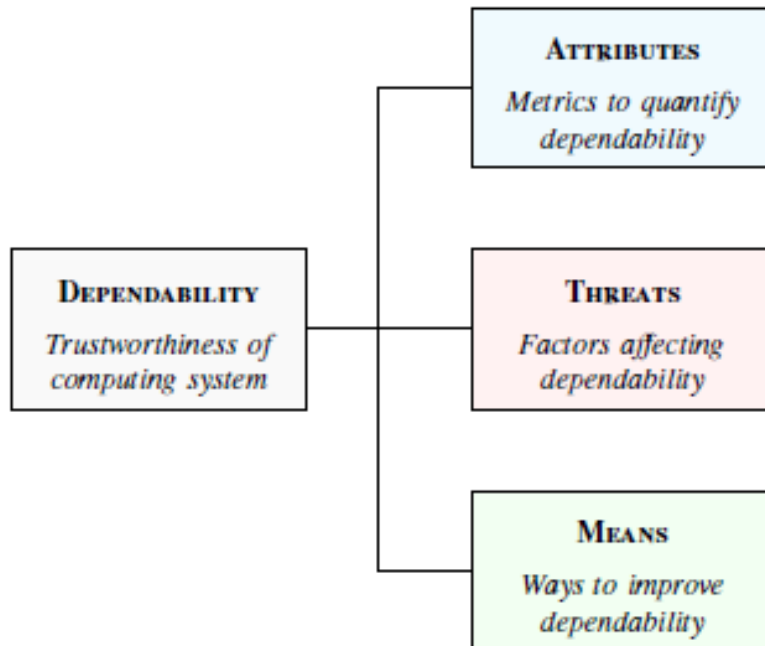 ATTRIBUTES
Metrics to quantify
dependability
DEPENDABILITY
Trustworthiness of
computing system
THREATS
Factors affecting
dependability
MEANS
Ways to improve
dependability